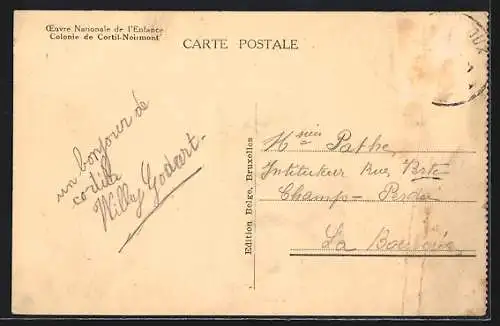 Œuvre Nationale de l'Enfance
Colonie de Cortil-Noirmont
CARTE POSTALE
un bonjour de
cortil
Willy Godart.
Edition Belge, Bruxelles
Pathe,
Instituteur Rue
Champs - Perdu
La